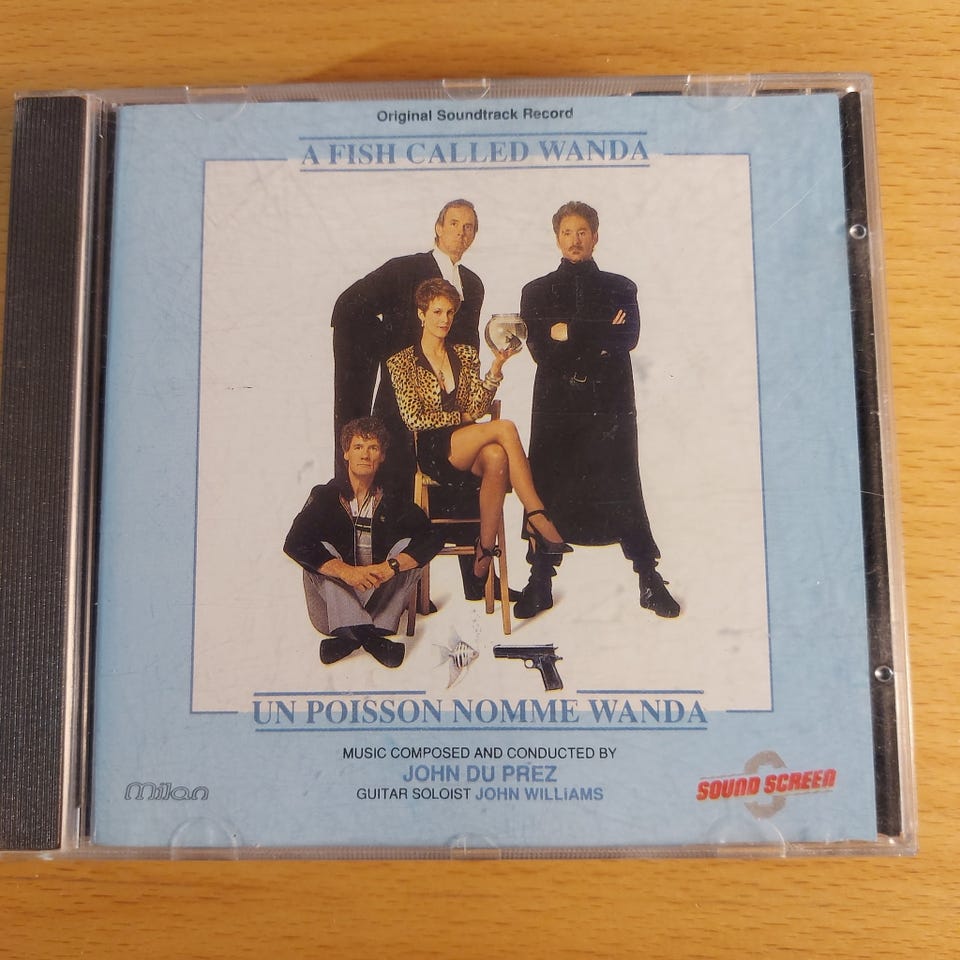 Original Soundtrack Record
A FISH CALLED WANDA
UN POISSON NOMME WANDA
MUSIC COMPOSED AND CONDUCTED BY
JOHN DU PREZ
GUITAR SOLOIST JOHN WILLIAMS
Milan
SOUND SCREEN